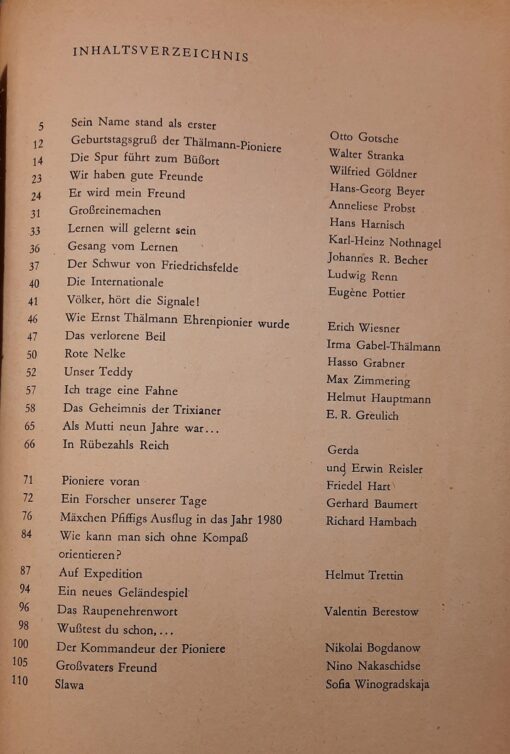 INHALTSVERZEICHNIS
5 Sein Name stand als erster Otto Gotsche
12 Geburtstagsgruß der Thälmann-Pioniere Walter Stranka
14 Die Spur führt zum Büßort Wilfried Göldner
23 Wir haben gute Freunde Hans-Georg Beyer
24 Er wird mein Freund Anneliese Probst
31 Großreinemachen Hans Harnisch
33 Lernen will gelernt sein Karl-Heinz Nothnagel
36 Gesang vom Lernen Johannes R. Becher
37 Der Schwur von Friedrichsfelde Ludwig Renn
40 Die Internationale Eugène Pottier
41 Völker, hört die Signale!
46 Wie Ernst Thälmann Ehrenpionier wurde Erich Wiesner
47 Das verlorene Beil Irma Gabel-Thälmann
50 Rote Nelke Hasso Grabner
52 Unser Teddy Max Zimmering
57 Ich trage eine Fahne Helmut Hauptmann
58 Das Geheimnis der Trixianer E. R. Greulich
65 Als Mutti neun Jahre war...
66 In Rübezahls Reich Gerda
und Erwin Reisler
71 Pioniere voran Friedel Hart
72 Ein Forscher unserer Tage Gerhard Baumert
76 Mäxchen Pfiffigs Ausflug in das Jahr 1980 Richard Hambach
84 Wie kann man sich ohne Kompaß
orientieren?
87 Auf Expedition Helmut Trettin
94 Ein neues Geländespiel
96 Das Raupenehrenwort Valentin Berestow
98 Wußtest du schon,...
100 Der Kommandeur der Pioniere Nikolai Bogdanow
105 Großvaters Freund Nino Nakaschidse
110 Slawa Sofia Winogradskaja